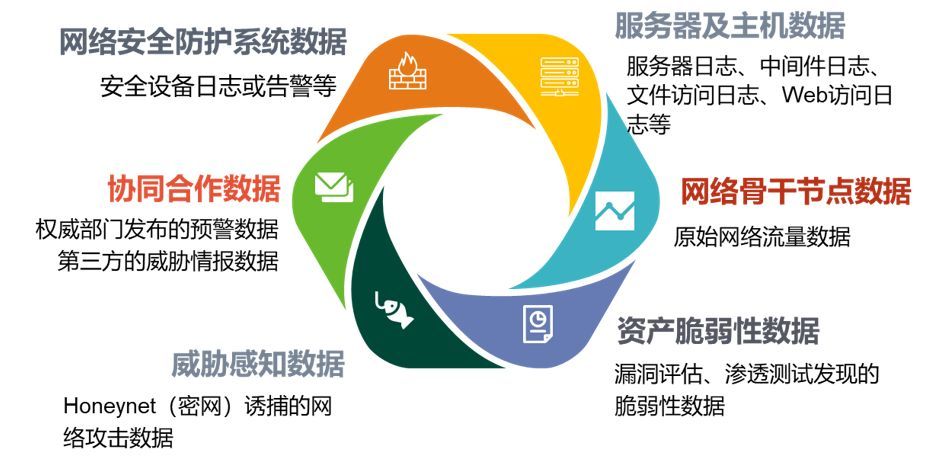 网络安全防护系统数据
安全设备日志或告警等
服务器及主机数据
服务器日志、中间件日志、
文件访问日志、Web访问日
志等
协同合作数据
权威部门发布的预警数据
第三方的威胁情报数据
网络骨干节点数据
原始网络流量数据
威胁感知数据
Honeynet（密网）诱捕的网
络攻击数据
资产脆弱性数据
漏洞评估、渗透测试发现的
脆弱性数据